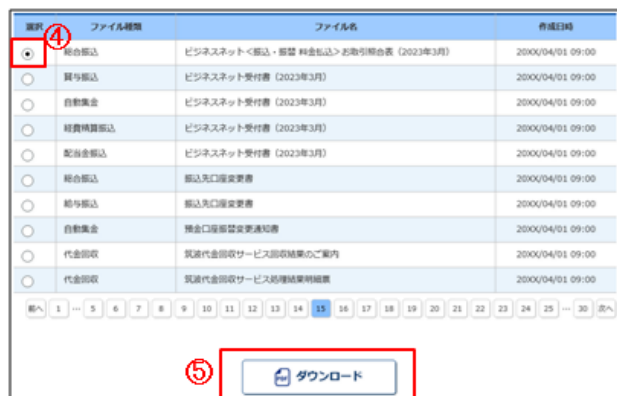 選択 ファイル種類 ファイル名 作成日時
④
総合振込 ビジネスネット<振込・振替 料金払込>お取引照合表(2023年3月) 20XX/04/01 09:00
賞与振込 ビジネスネット受付書(2023年3月) 20XX/04/01 09:00
自動集金 ビジネスネット受付書(2023年3月) 20XX/04/01 09:00
経費精算振込 ビジネスネット受付書(2023年3月) 20XX/04/01 09:00
配当金振込 ビジネスネット受付書(2023年3月) 20XX/04/01 09:00
総合振込 振込先口座変更書 20XX/04/01 09:00
給与振込 振込先口座変更書 20XX/04/01 09:00
自動集金 預金口座振替変更通知書 20XX/04/01 09:00
代金回収 筑波代金回収サービス回収結果のご案内 20XX/04/01 09:00
代金回収 筑波代金回収サービス処理結果明細票 20XX/04/01 09:00
前へ 1 … 5 6 7 8 9 10 11 12 13 14 15 16 17 18 19 20 21 22 23 24 25 … 30 次へ
⑤ PDF ダウンロード